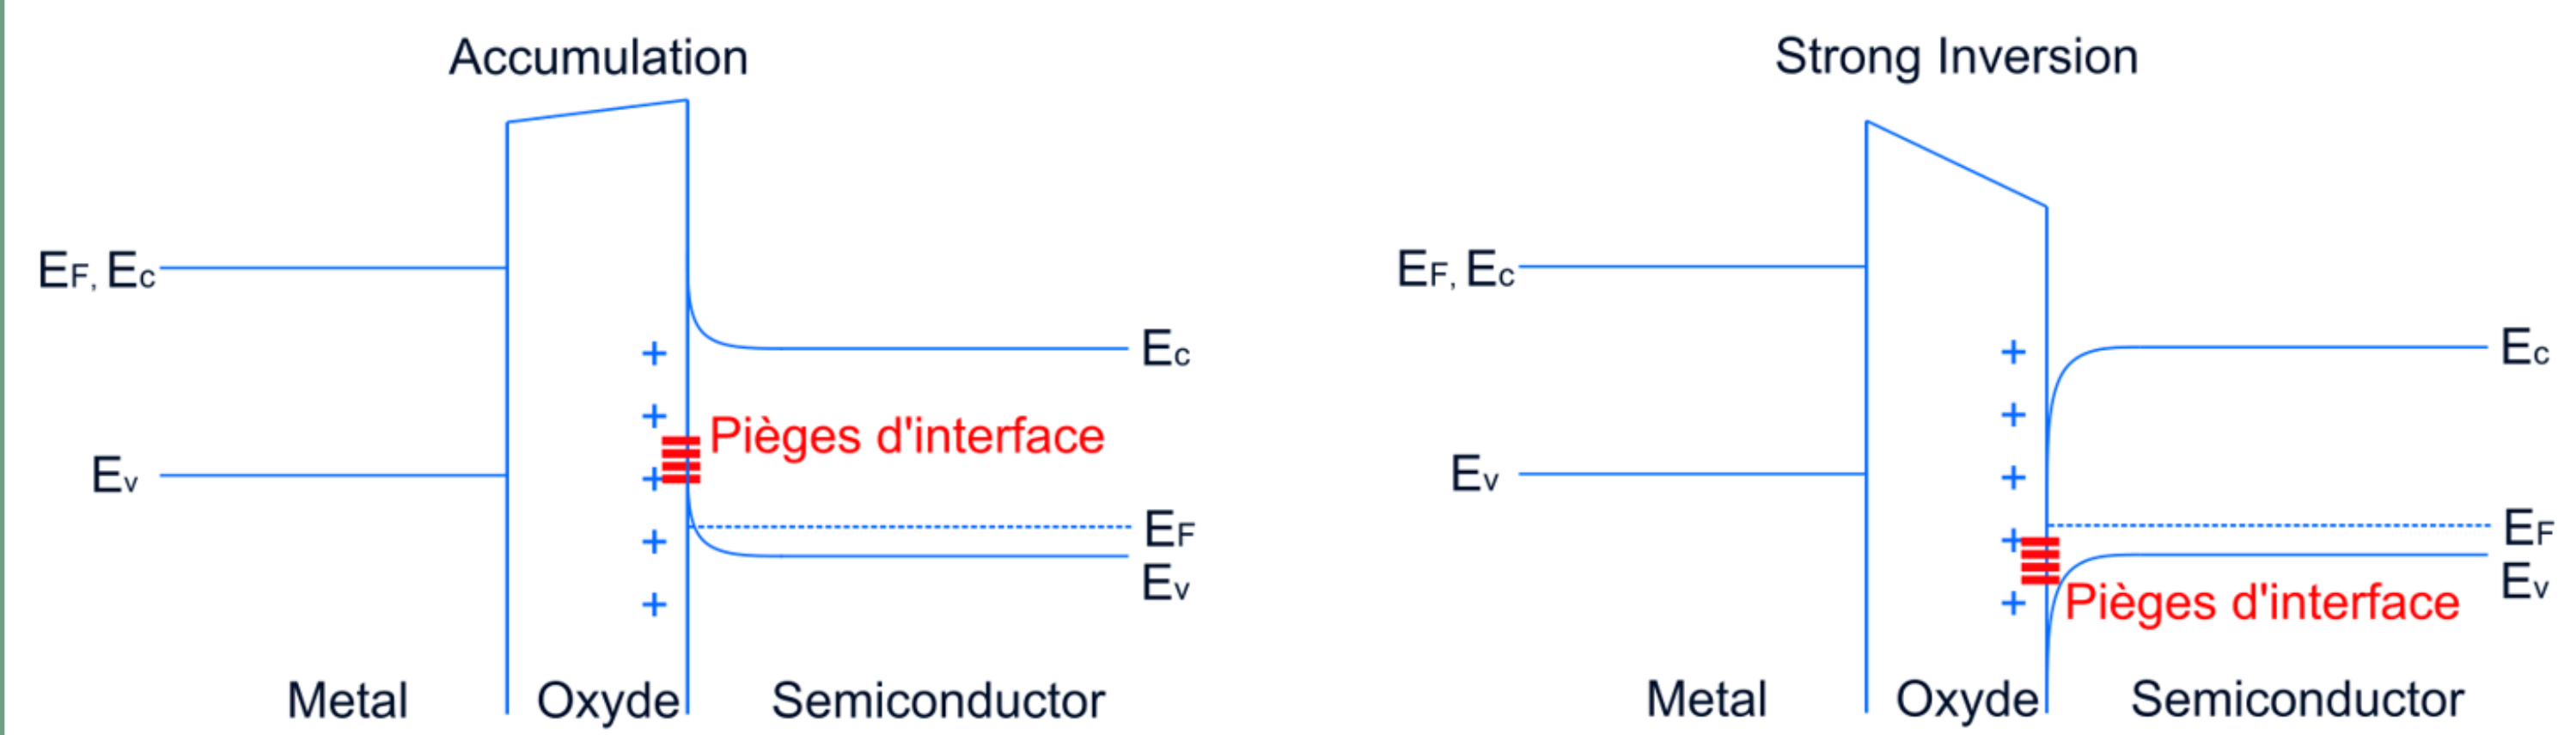 Accumulation
EF, Ec
Ev
+
+
+
+
+
Pièges d'interface
Ec
EF
Ev
Metal
Oxyde
Semiconductor
Strong Inversion
EF, Ec
Ev
+
+
+
+
+
Ec
EF
Ev
Pièges d'interface
Metal
Oxyde
Semiconductor